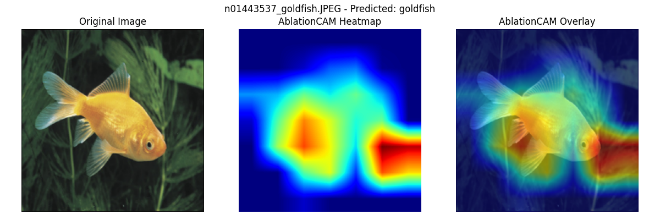 n01443537_goldfish.JPEG - Predicted: goldfish
Original Image
AblationCAM Heatmap
AblationCAM Overlay